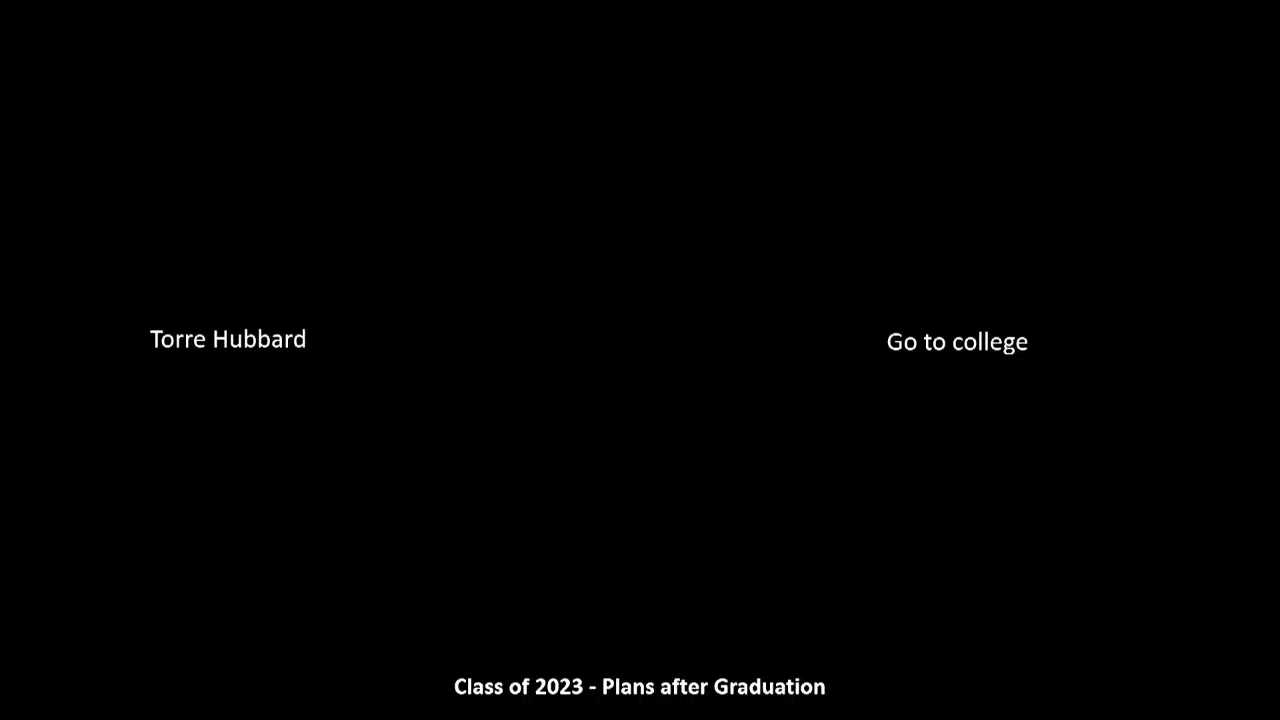 Torre Hubbard
Go to college
Class of 2023 - Plans after Graduation